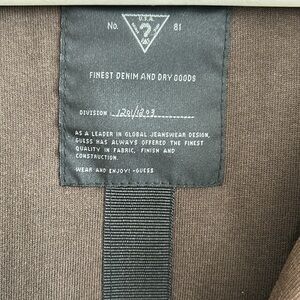 U.S.A.
No. ? 81
FINEST DENIM AND DRY GOODS
DIVISION : 1201/1203
AS A LEADER IN GLOBAL JEANSWEAR DESIGN,
GUESS HAS ALWAYS OFFERED THE FINEST
QUALITY IN FABRIC, FINISH AND
CONSTRUCTION.
WEAR AND ENJOY! -GUESS